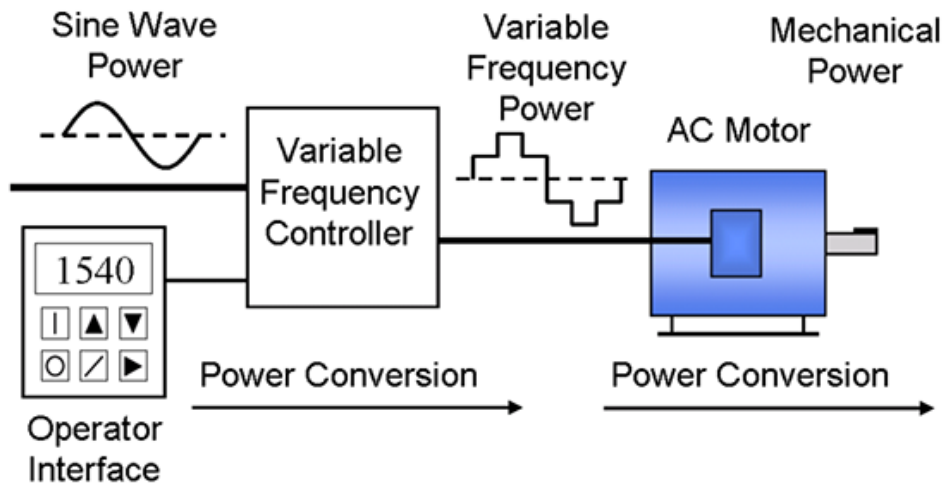 Sine Wave
Power
Variable
Frequency
Power
Mechanical
Power
AC Motor
Variable
Frequency
Controller
1540
Power Conversion
Power Conversion
Operator
Interface